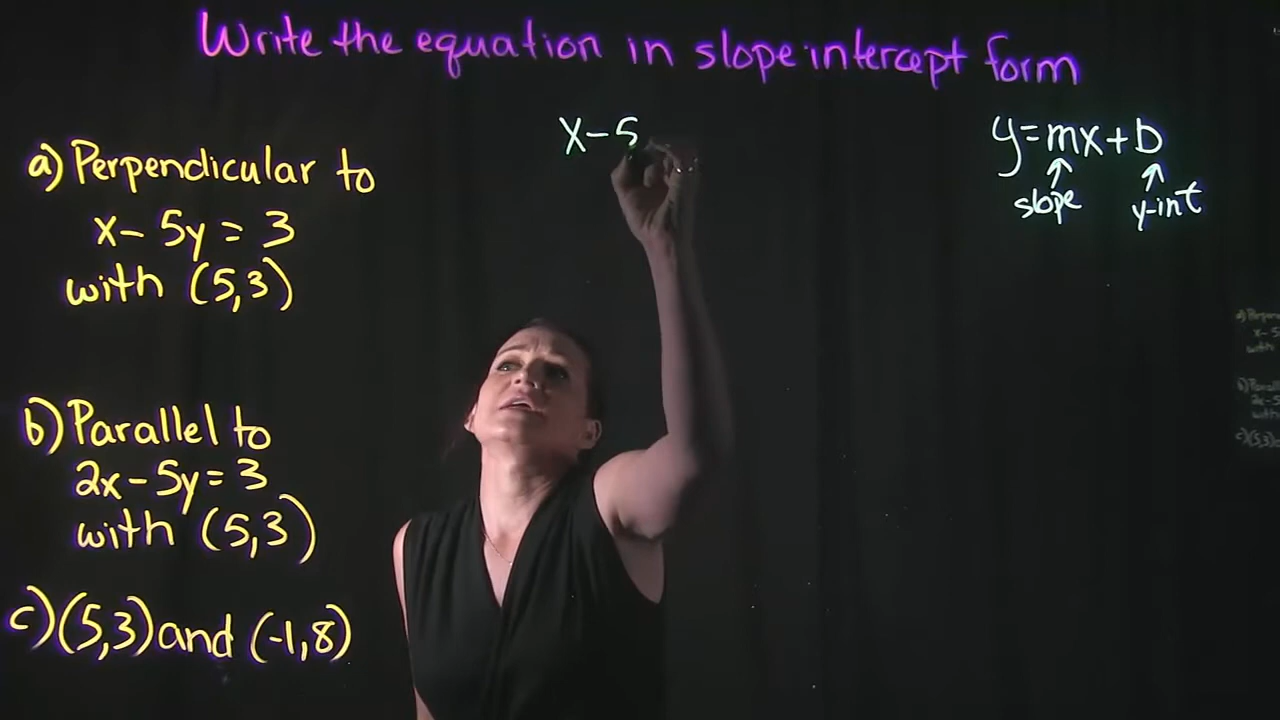 Write the equation in slope intercept form
a) Perpendicular to
x - 5y = 3
with (5,3)
b) Parallel to
2x - 5y = 3
with (5,3)
c) (5,3) and (-1,8)
x - 5
y = mx + b
slope
y-int